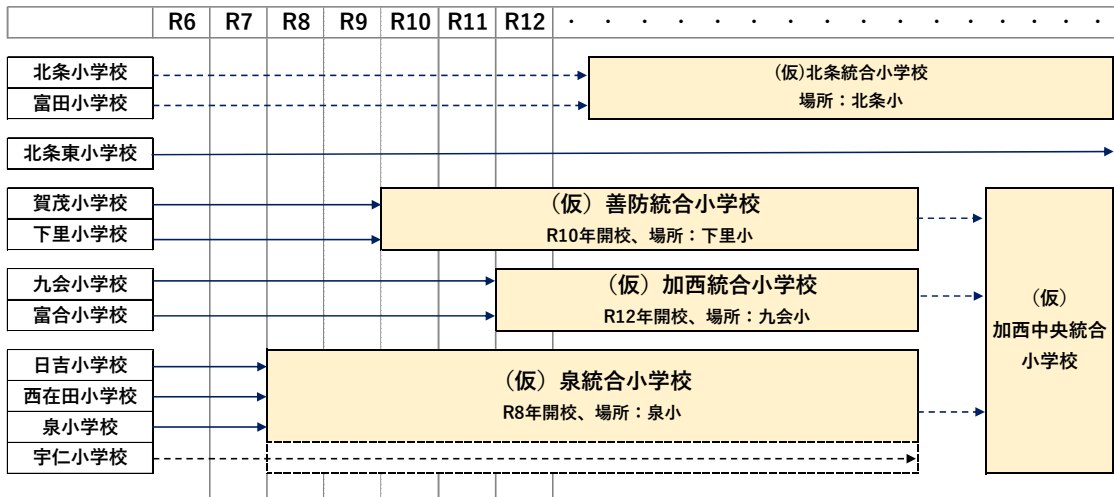 R6 R7 R8 R9 R10 R11 R12 ・ ・ ・ ・ ・ ・ ・ ・ ・ ・ ・ ・ ・ ・ ・ ・ ・ ・ ・
北条小学校
富田小学校
(仮)北条統合小学校
場所：北条小
北条東小学校
賀茂小学校
下里小学校
（仮）善防統合小学校
R10年開校、場所：下里小
九会小学校
富合小学校
（仮）加西統合小学校
R12年開校、場所：九会小
日吉小学校
西在田小学校
泉小学校
宇仁小学校
（仮）泉統合小学校
R8年開校、場所：泉小
（仮）
加西中央統合
小学校